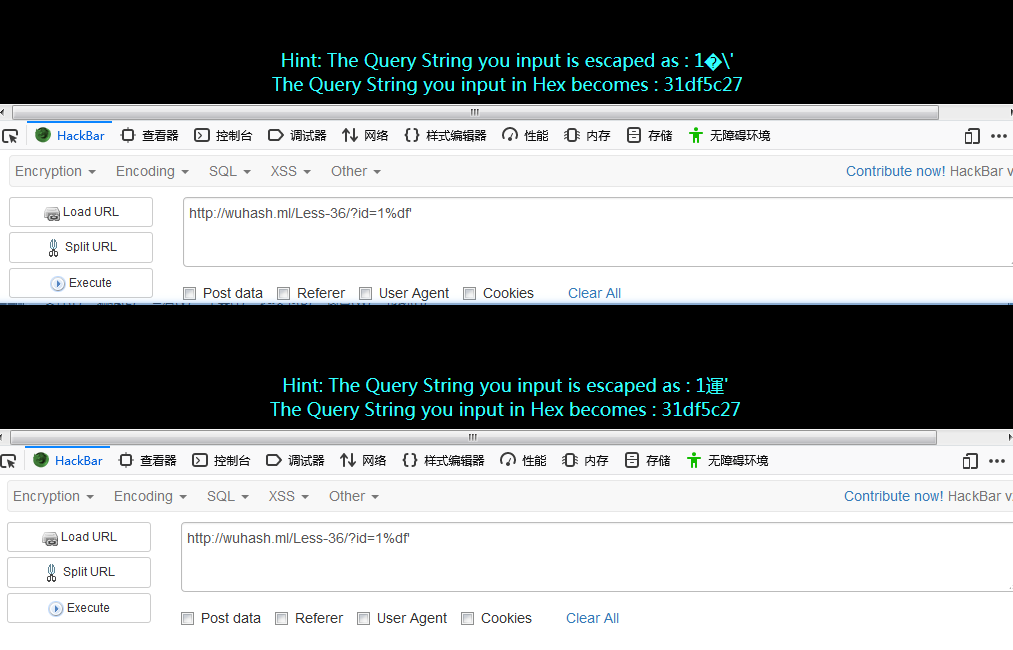 Hint: The Query String you input is escaped as : 1�\'
The Query String you input in Hex becomes : 31df5c27
HackBar 查看器 控制台 调试器 网络 样式编辑器 性能 内存 存储 无障碍环境
Encryption Encoding SQL XSS Other Contribute now! HackBar v
Load URL http://wuhash.ml/Less-36/?id=1%df'
Split URL
Execute
Post data Referer User Agent Cookies Clear All
Hint: The Query String you input is escaped as : 1運'
The Query String you input in Hex becomes : 31df5c27
HackBar 查看器 控制台 调试器 网络 样式编辑器 性能 内存 存储 无障碍环境
Encryption Encoding SQL XSS Other Contribute now! HackBar v
Load URL http://wuhash.ml/Less-36/?id=1%df'
Split URL
Execute
Post data Referer User Agent Cookies Clear All